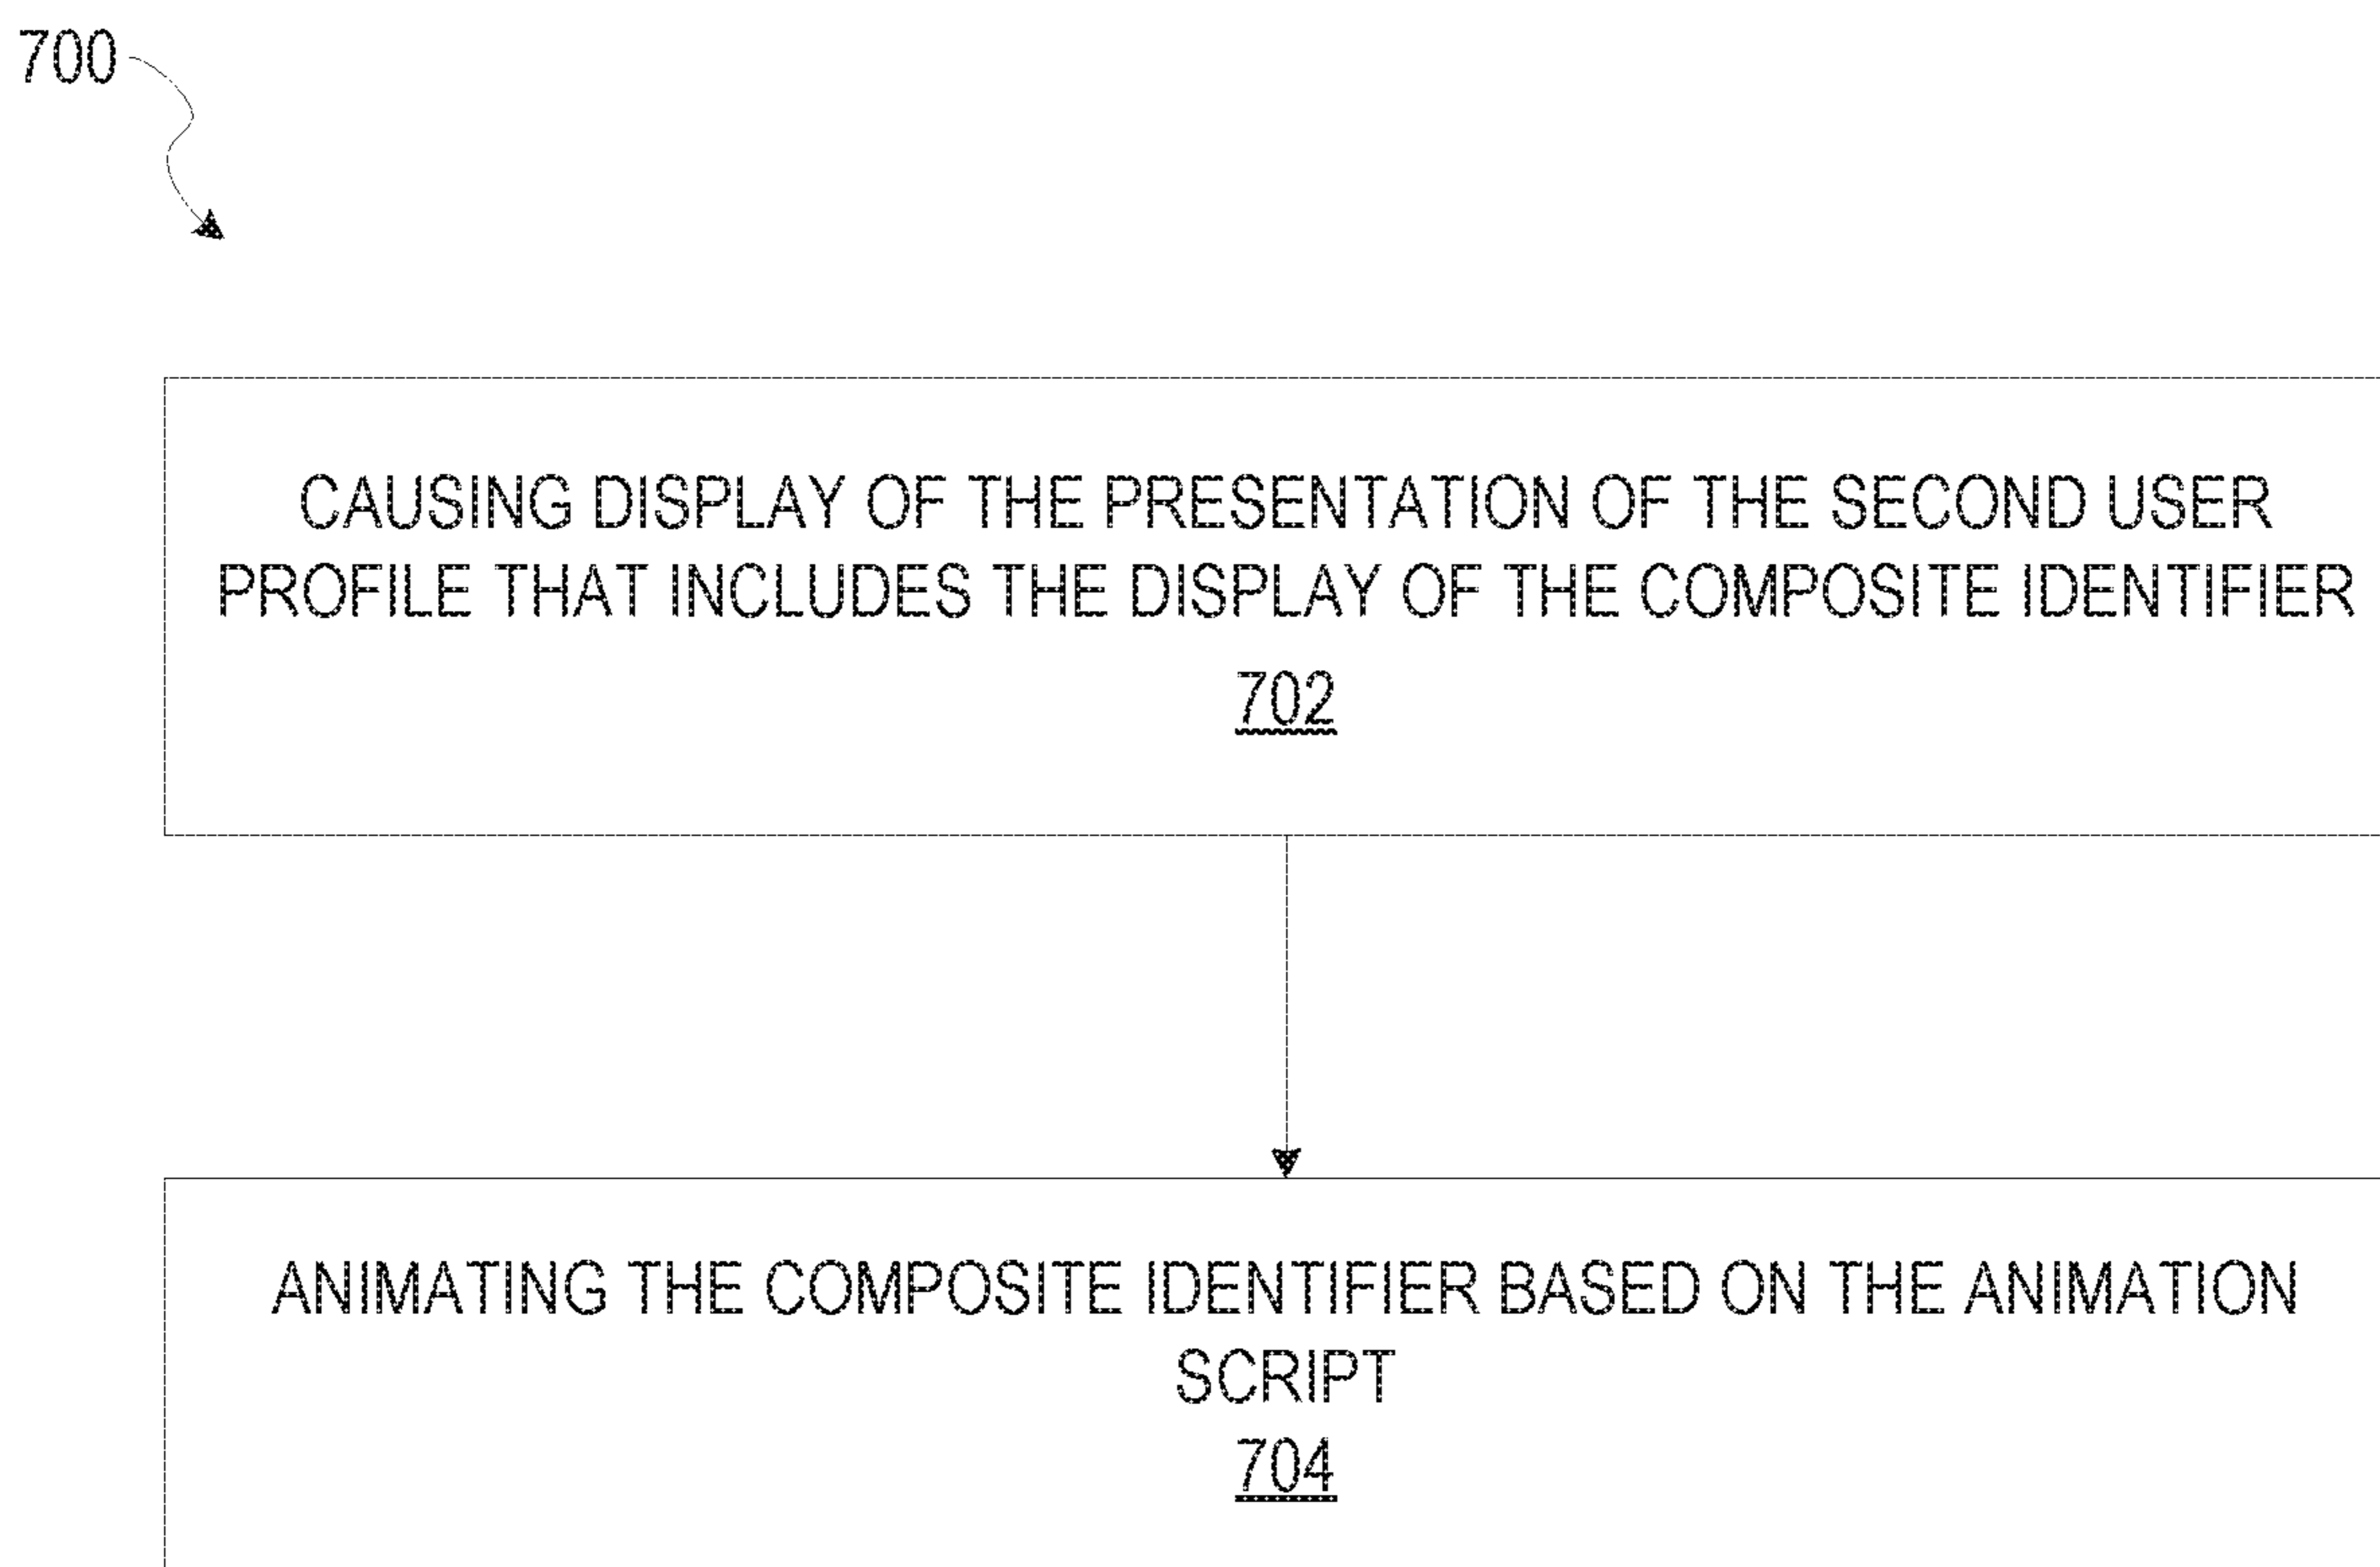 700
CAUSING DISPLAY OF THE PRESENTATION OF THE SECOND USER
PROFILE THAT INCLUDES THE DISPLAY OF THE COMPOSITE IDENTIFIER
702
ANIMATING THE COMPOSITE IDENTIFIER BASED ON THE ANIMATION
SCRIPT
704